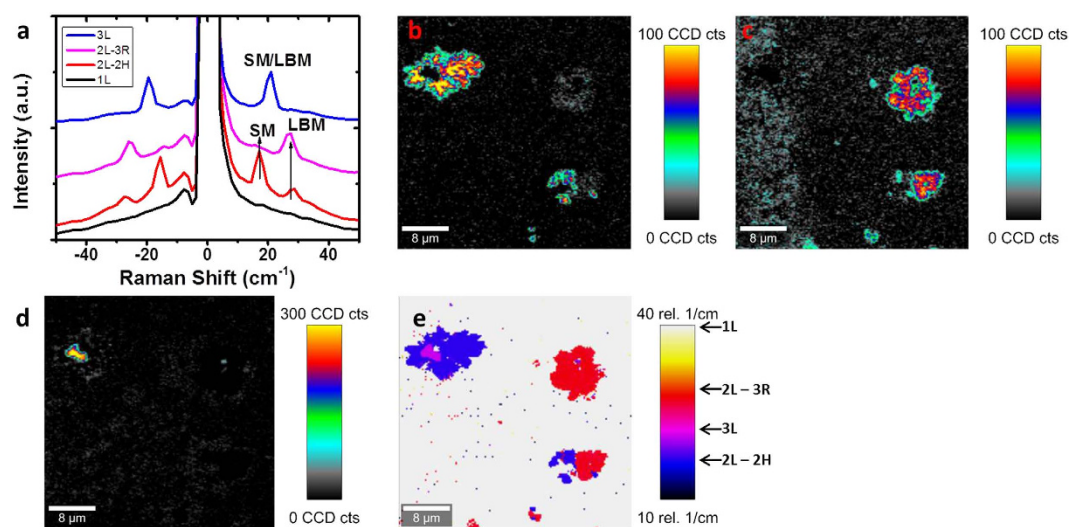 a
3L
2L-3R
2L-2H
1L
SM/LBM
SM
LBM
Intensity (a.u.)
-40 -20 0 20 40
Raman Shift (cm⁻¹)
b
8 µm
100 CCD cts
0 CCD cts
c
8 µm
100 CCD cts
0 CCD cts
d
8 µm
300 CCD cts
0 CCD cts
e
8 µm
40 rel. 1/cm
1L
2L – 3R
3L
2L – 2H
10 rel. 1/cm